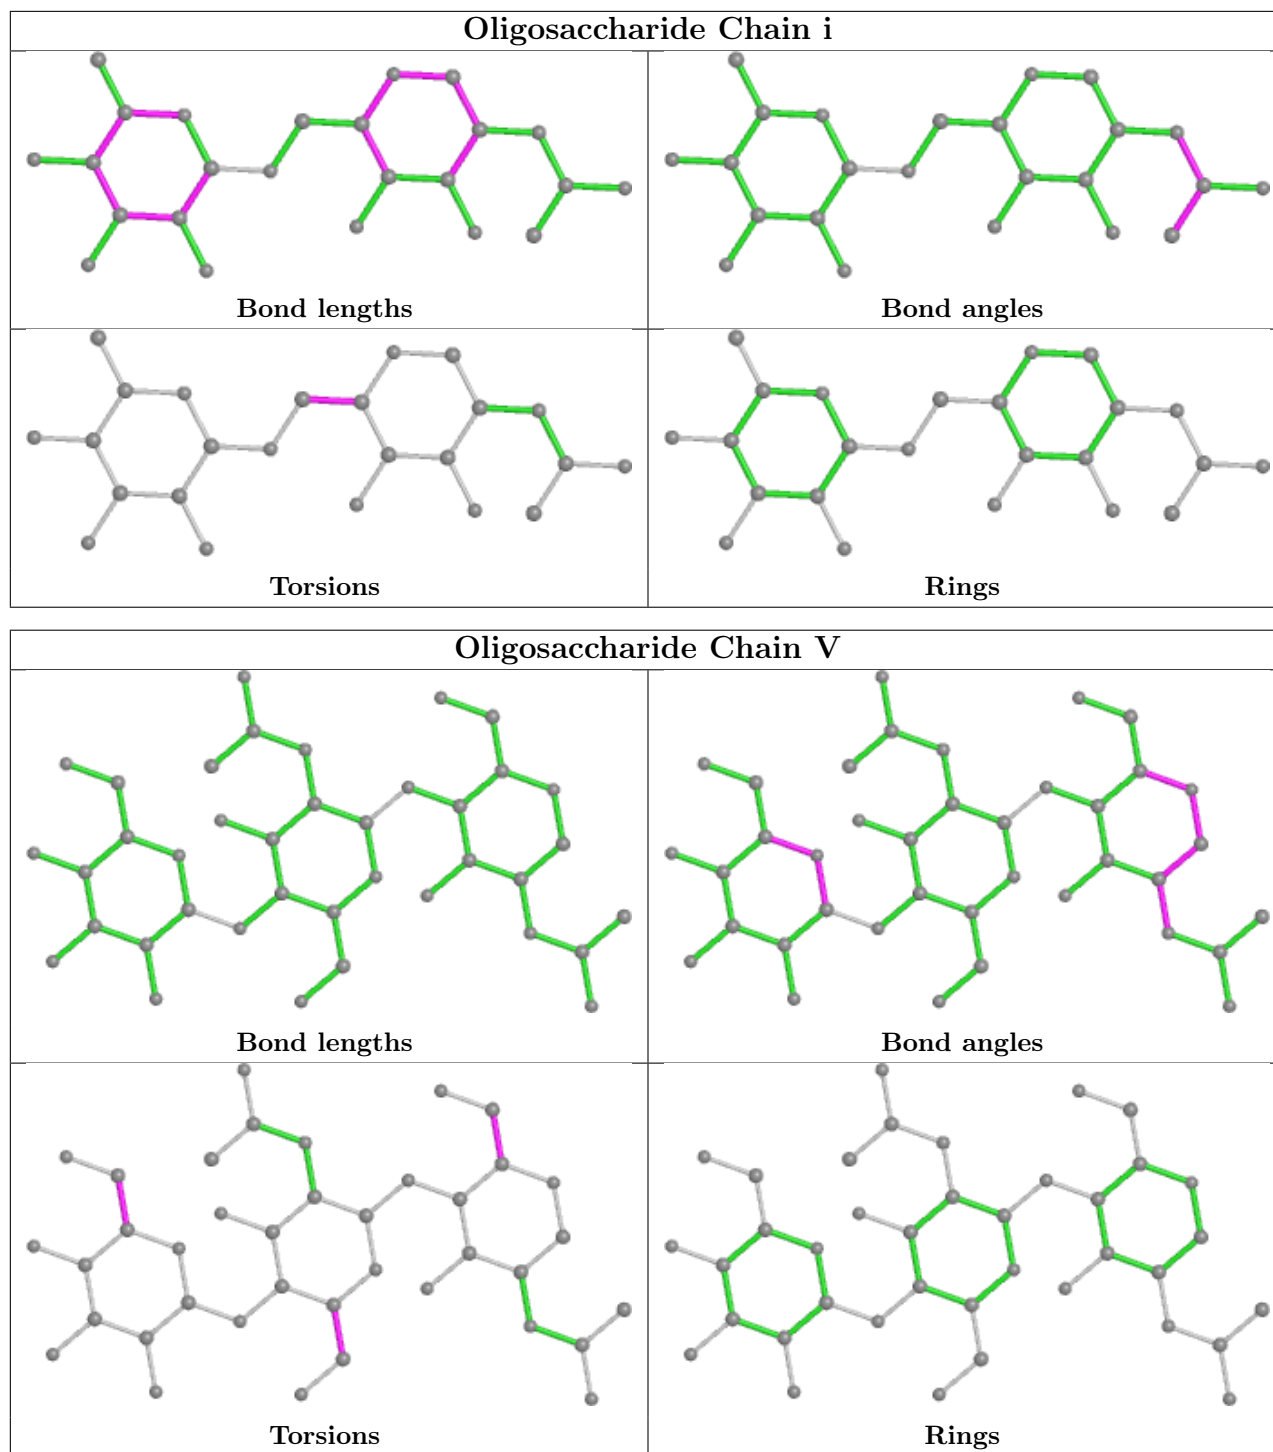 Oligosaccharide Chain i
Bond lengths
Bond angles
Torsions
Rings
Oligosaccharide Chain V
Bond lengths
Bond angles
Torsions
Rings